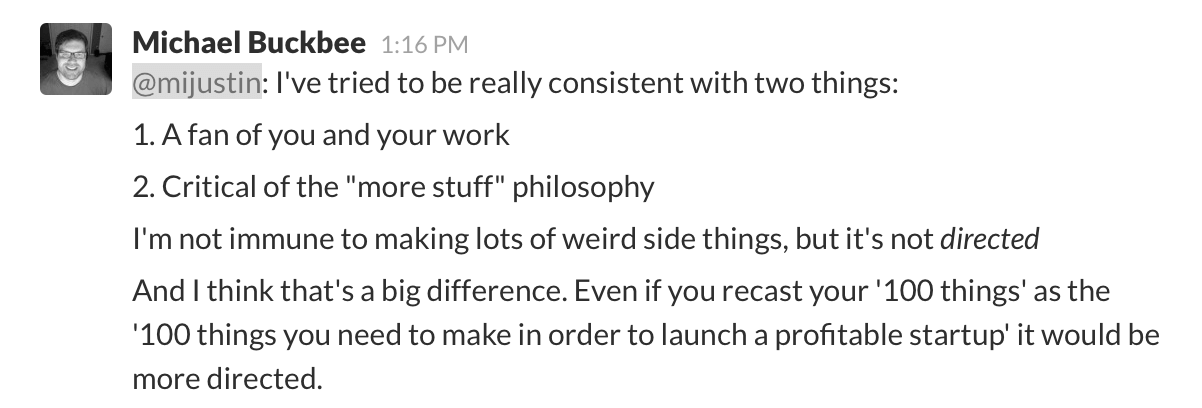 Michael Buckbee 1:16 PM
@mijustin: I've tried to be really consistent with two things:
1. A fan of you and your work
2. Critical of the "more stuff" philosophy
I'm not immune to making lots of weird side things, but it's not directed
And I think that's a big difference. Even if you recast your '100 things' as the
'100 things you need to make in order to launch a profitable startup' it would be
more directed.